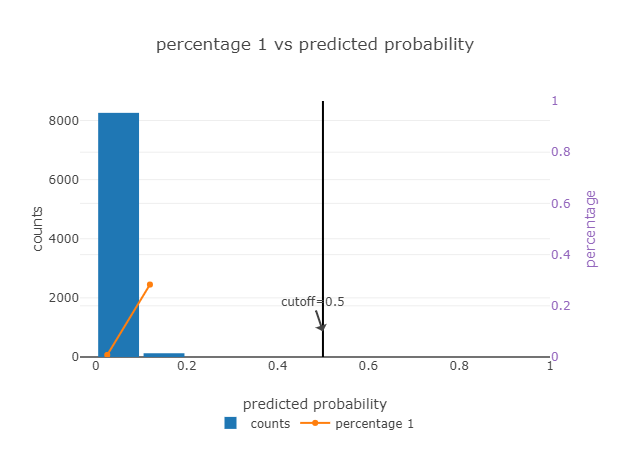 percentage 1 vs predicted probability
counts
8000
6000
4000
2000
0
1
0.8
0.6
0.4
0.2
0
percentage
cutoff=0.5
0 0.2 0.4 0.6 0.8 1
predicted probability
counts percentage 1